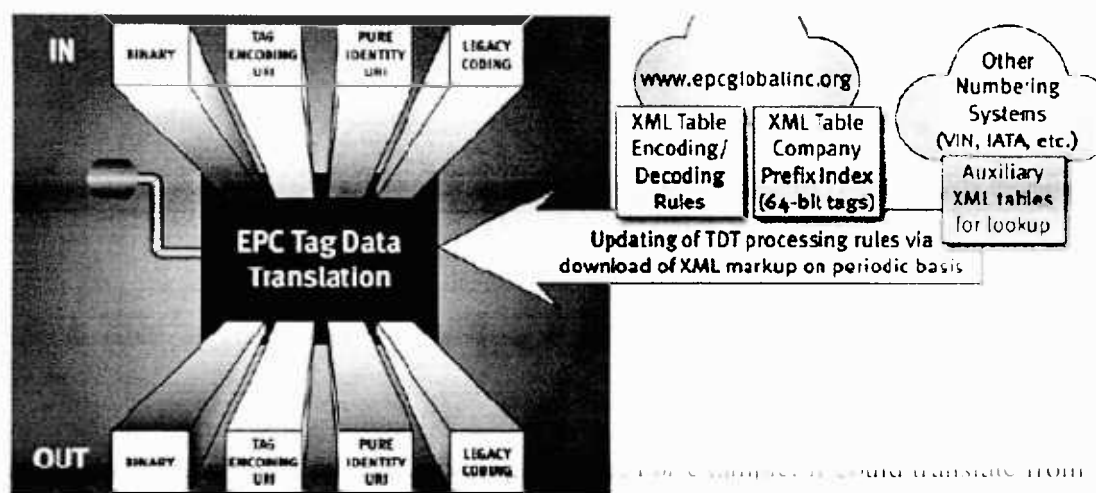 IN
BINARY
TAG
ENCODING
URI
PURE
IDENTITY
URI
LEGACY
CODING
www.epcglobalinc.org
XML Table
Encoding/
Decoding
Rules
XML Table
Company
Prefix Index
(64-bit tags)
Other
Numbering
Systems
(VIN, IATA, etc.)
Auxiliary
XML tables
for lookup
EPC Tag Data
Translation
Updating of TDT processing rules via
download of XML markup on periodic basis
OUT
BINARY
TAG
ENCODING
URI
PURE
IDENTITY
URI
LEGACY
CODING
translate from